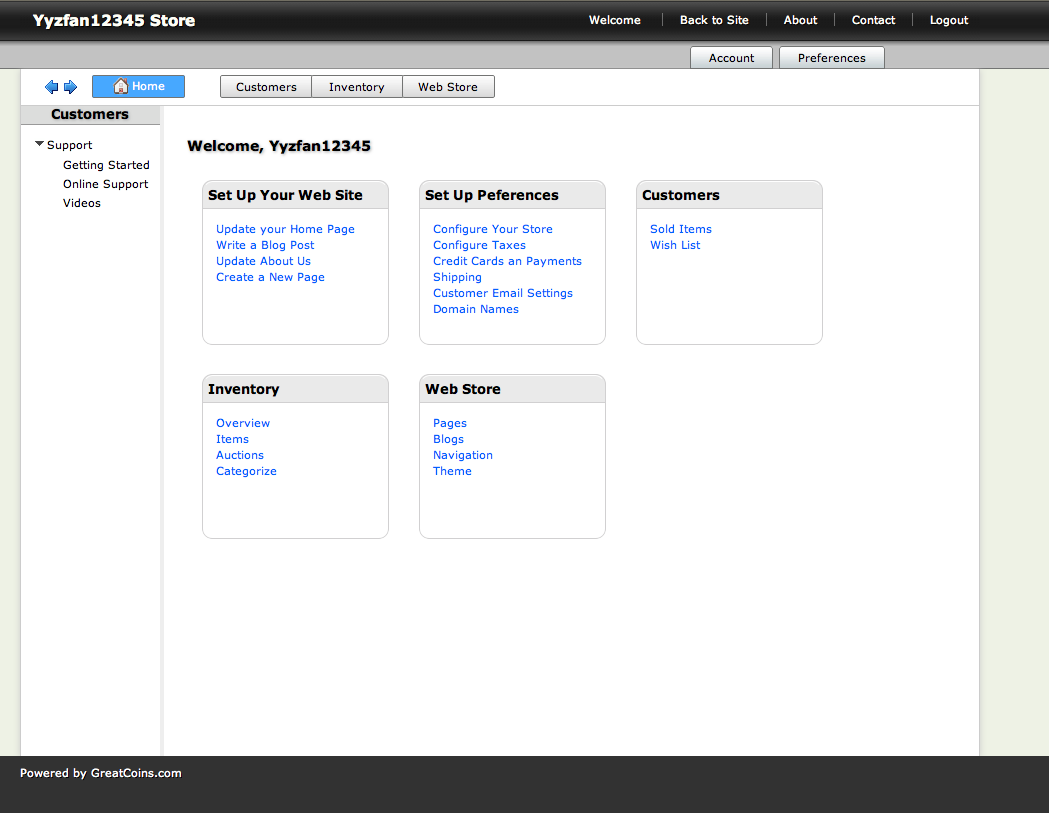 Yyzfan12345 Store
Welcome
Back to Site
About
Contact
Logout
Account
Preferences
Home
Customers
Inventory
Web Store
Customers
Support
Getting Started
Online Support
Videos
Welcome, Yyzfan12345
Set Up Your Web Site
Update your Home Page
Write a Blog Post
Update About Us
Create a New Page
Set Up Peferences
Configure Your Store
Configure Taxes
Credit Cards an Payments
Shipping
Customer Email Settings
Domain Names
Customers
Sold Items
Wish List
Inventory
Overview
Items
Auctions
Categorize
Web Store
Pages
Blogs
Navigation
Theme
Powered by GreatCoins.com